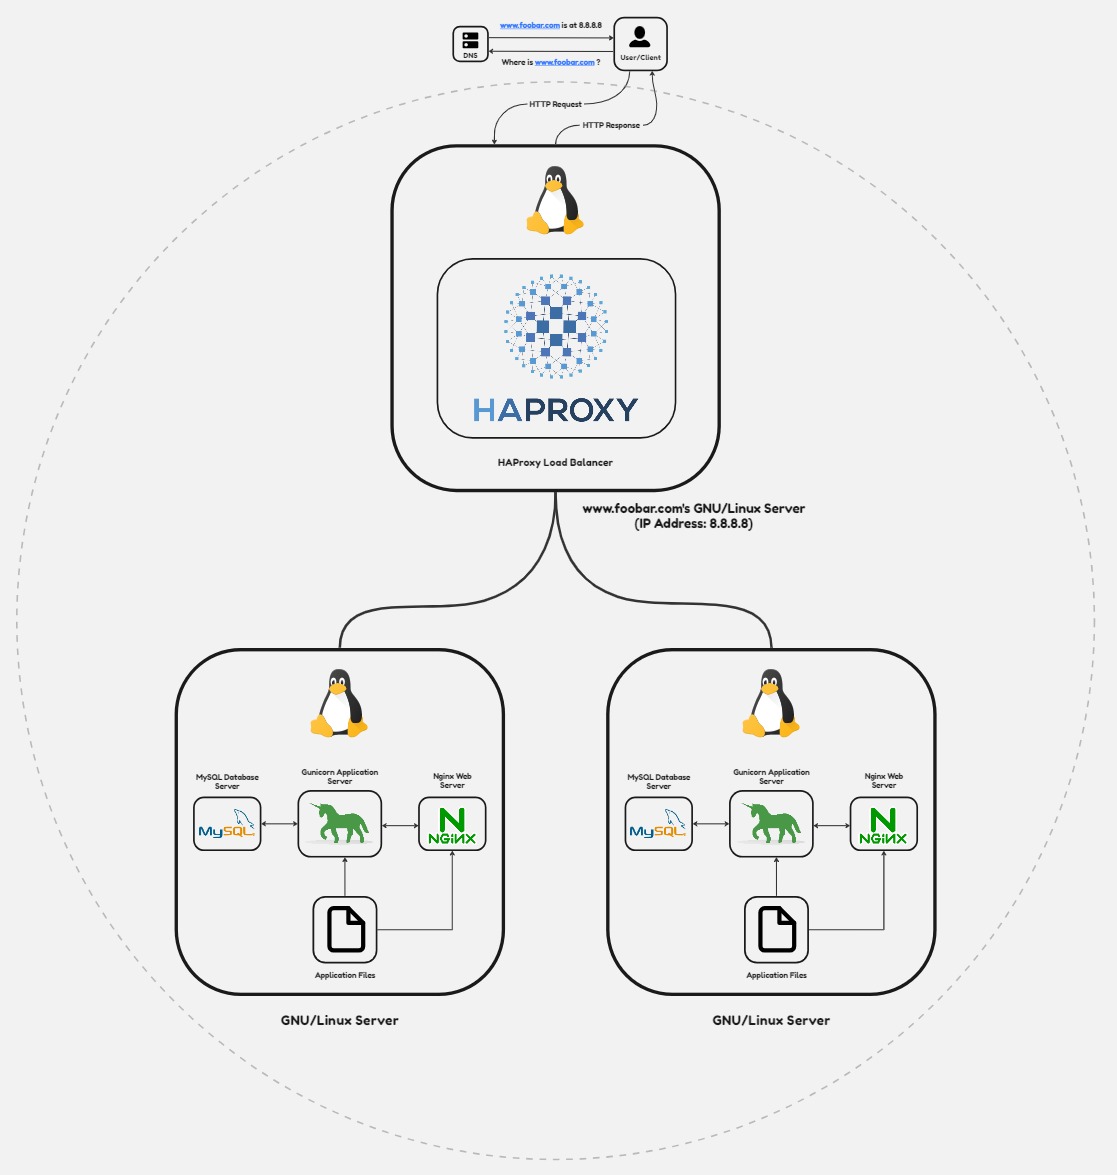 www.foobar.com is at 8.8.8.8
DNS
User/Client
Where is www.foobar.com ?
HTTP Request
HTTP Response
HAPROXY
HAProxy Load Balancer
www.foobar.com's GNU/Linux Server
(IP Address: 8.8.8.8)
MySQL Database
Server
Gunicorn Application
Server
Nginx Web
Server
MySQL
NGiNX
Application Files
GNU/Linux Server
MySQL Database
Server
Gunicorn Application
Server
Nginx Web
Server
MySQL
NGiNX
Application Files
GNU/Linux Server